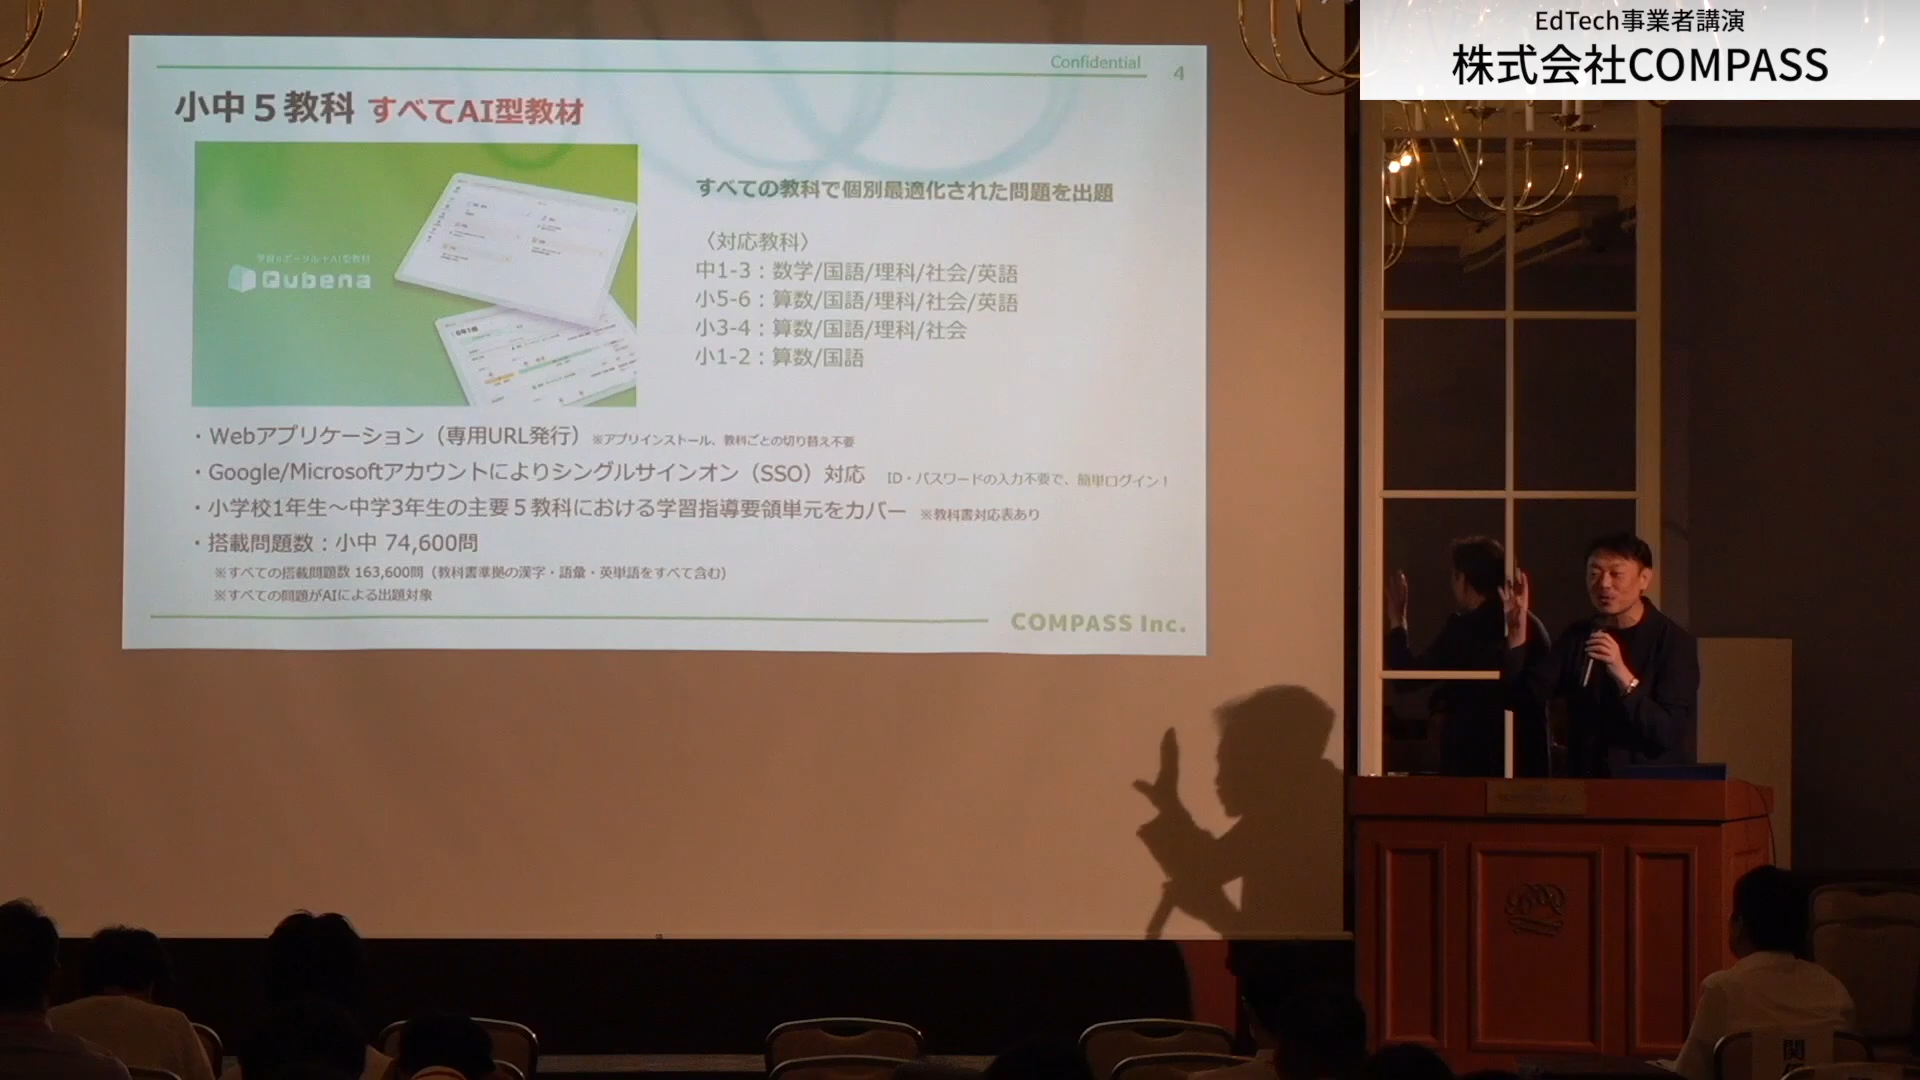 EdTech事業者講演
株式会社COMPASS
Confidential
4
小中5教科 すべてAI型教材
学習eポータル+AI型教材
Qubena
すべての教科で個別最適化された問題を出題
〈対応教科〉
中1-3：数学/国語/理科/社会/英語
小5-6：算数/国語/理科/社会/英語
小3-4：算数/国語/理科/社会
小1-2：算数/国語
・Webアプリケーション（専用URL発行）※アプリインストール、教科ごとの切り替え不要
・Google/Microsoftアカウントによりシングルサインオン（SSO）対応 ID・パスワードの入力不要で、簡単ログイン！
・小学校1年生～中学3年生の主要５教科における学習指導要領単元をカバー ※教科書対応表あり
・搭載問題数：小中 74,600問
※すべての搭載問題数 163,600問（教科書準拠の漢字・語彙・英単語をすべて含む）
※すべての問題がAIによる出題対象
COMPASS Inc.
関